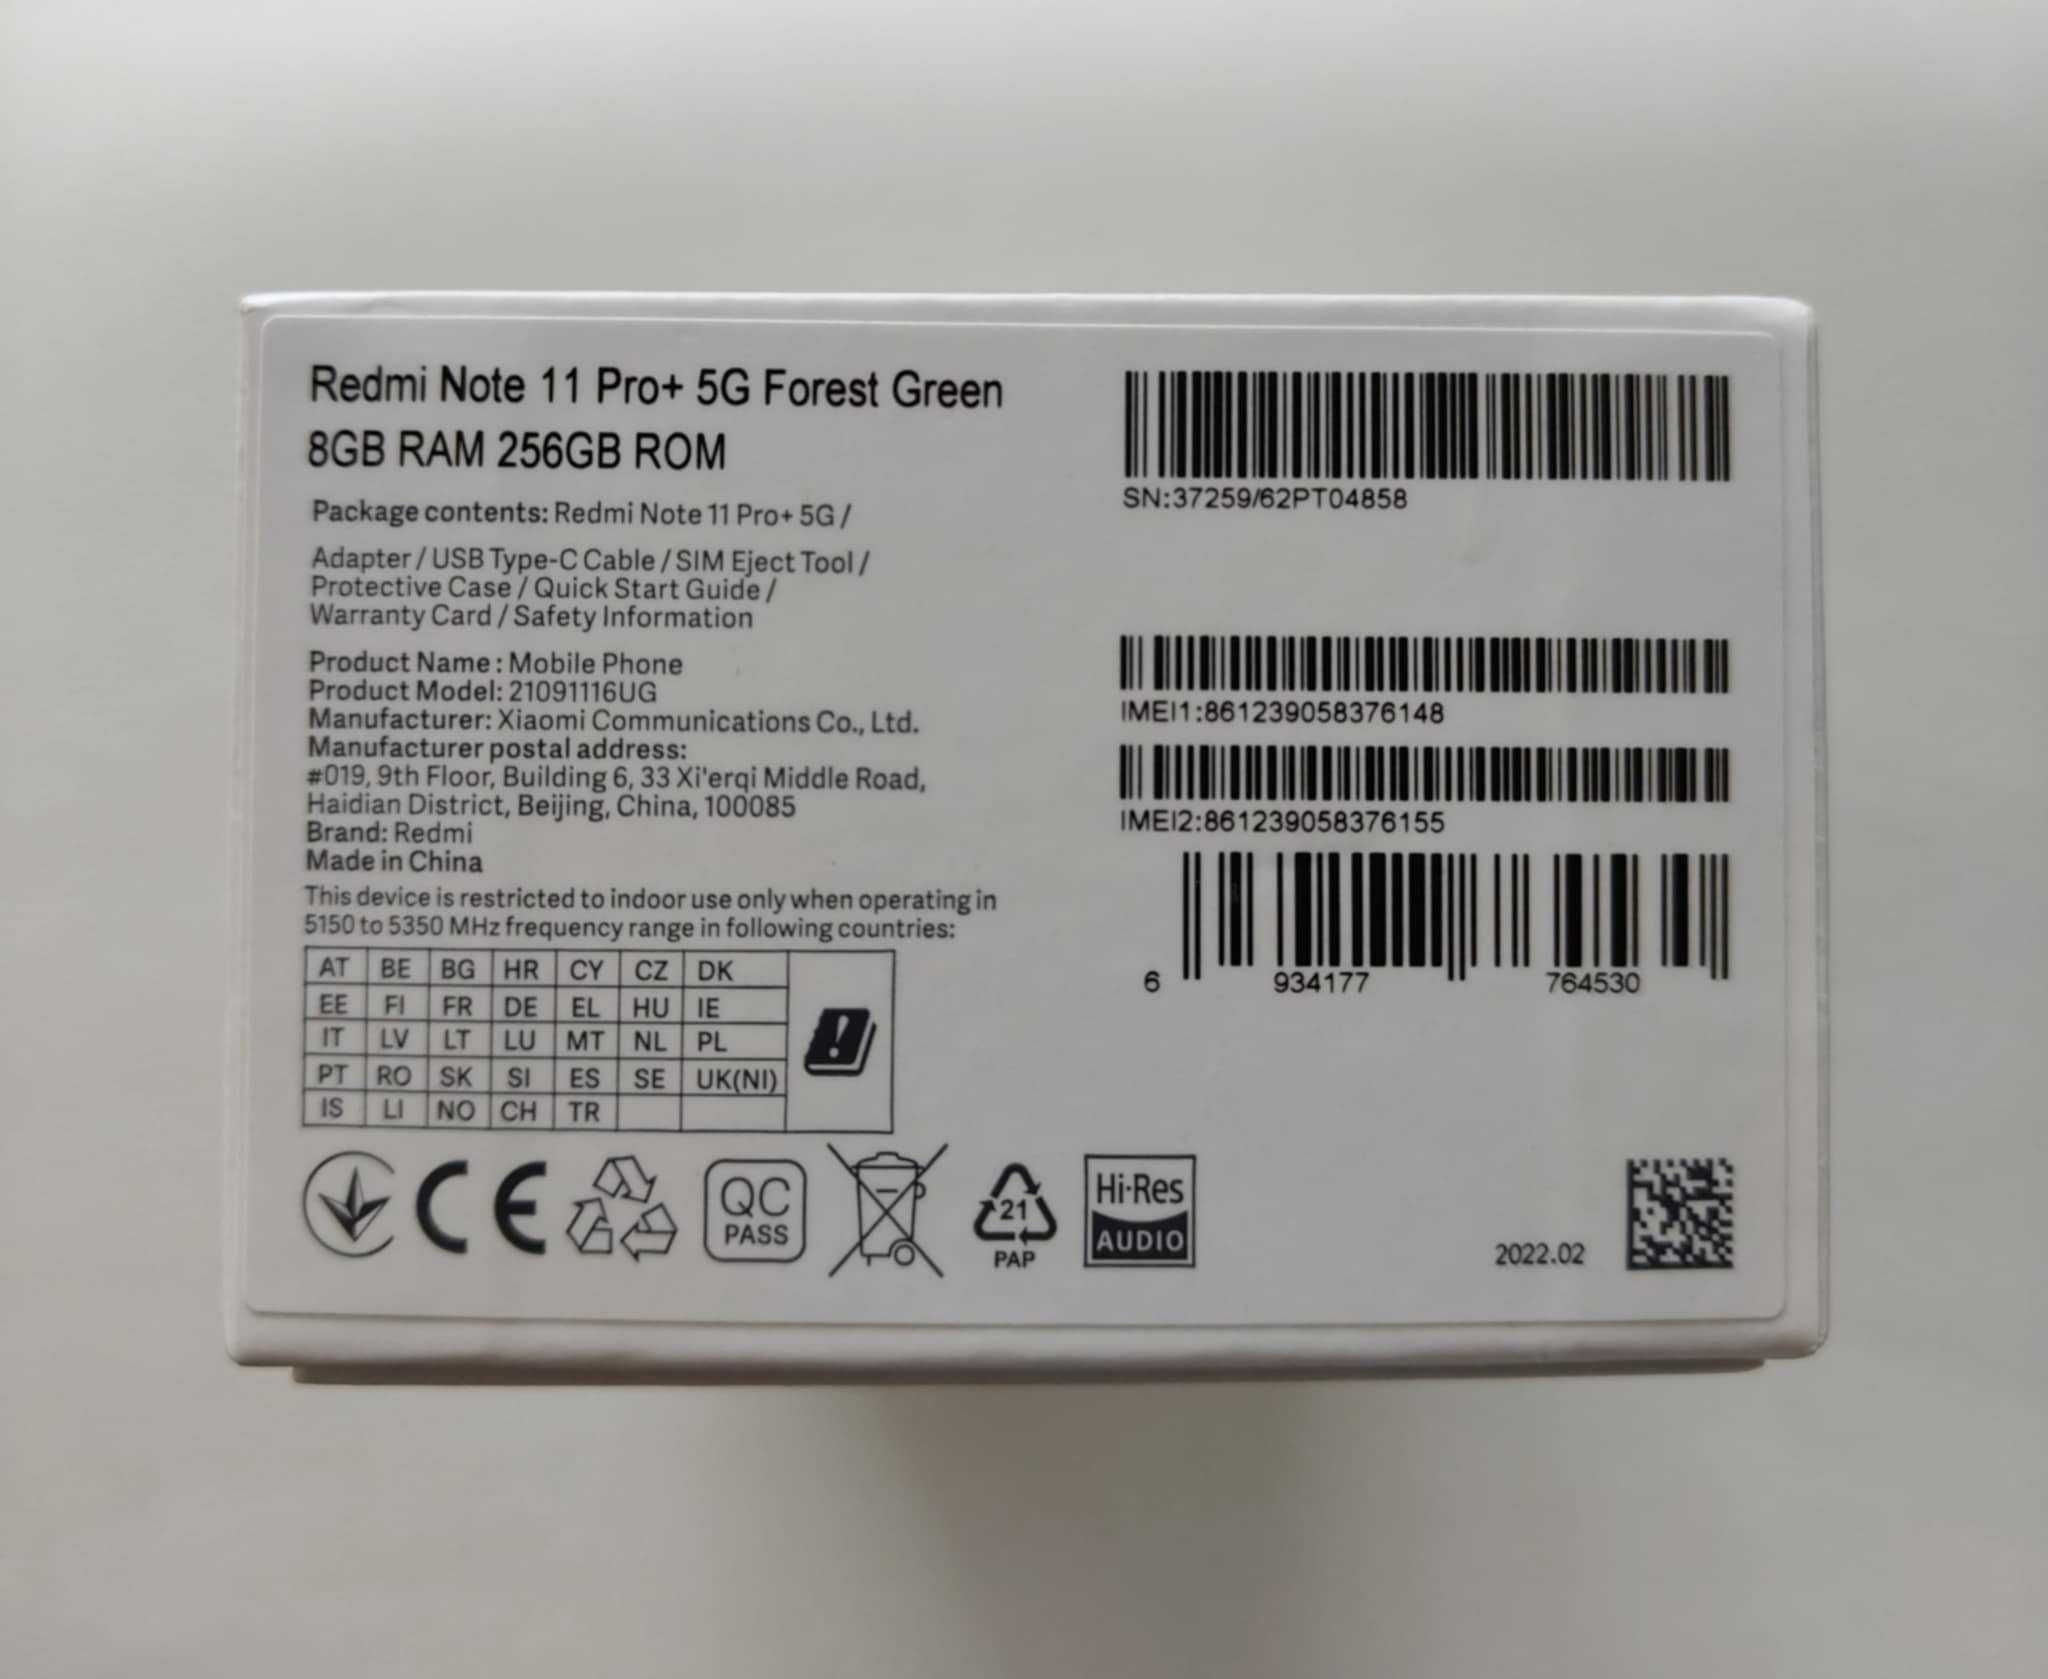 Redmi Note 11 Pro+ 5G Forest Green
8GB RAM 256GB ROM
Package contents: Redmi Note 11 Pro+ 5G /
Adapter / USB Type-C Cable / SIM Eject Tool /
Protective Case / Quick Start Guide /
Warranty Card / Safety Information
Product Name : Mobile Phone
Product Model: 21091116UG
Manufacturer: Xiaomi Communications Co., Ltd.
Manufacturer postal address:
#019, 9th Floor, Building 6, 33 Xi'erqi Middle Road,
Haidian District, Beijing, China, 100085
Brand: Redmi
Made in China
This device is restricted to indoor use only when operating in
5150 to 5350 MHz frequency range in following countries:
AT BE BG HR CY CZ DK
EE FI FR DE EL HU IE
IT LV LT LU MT NL PL
PT RO SK SI ES SE UK(NI)
IS LI NO CH TR
CE
QC
PASS
21
PAP
Hi-Res
AUDIO
SN:37259/62PT04858
IMEI1:861239058376148
IMEI2:861239058376155
6 934177 764530
2022.02